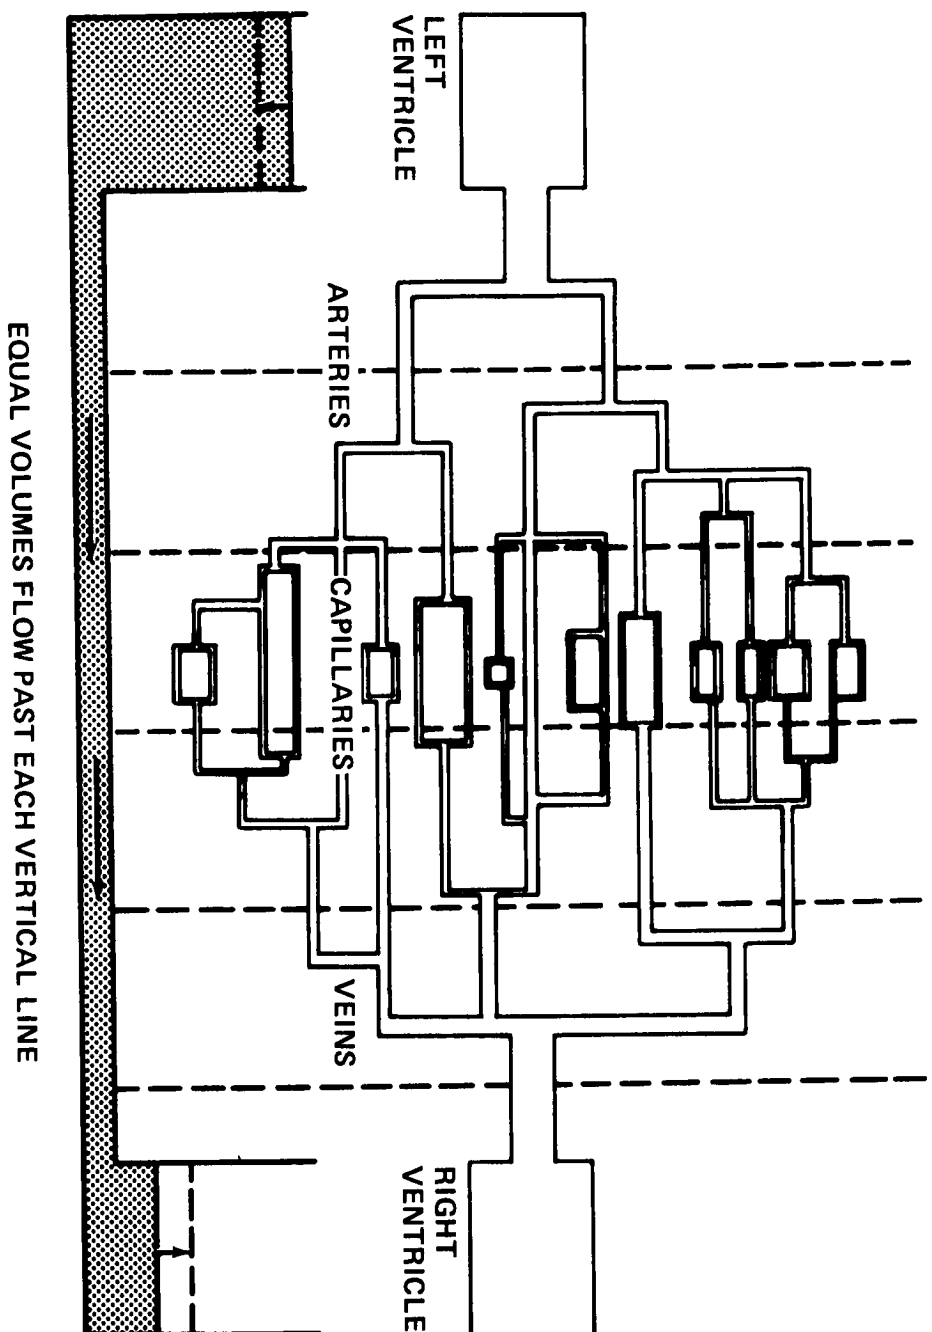 LEFT
VENTRICLE
ARTERIES
CAPILLARIES
VEINS
RIGHT
VENTRICLE
EQUAL VOLUMES FLOW PAST EACH VERTICAL LINE